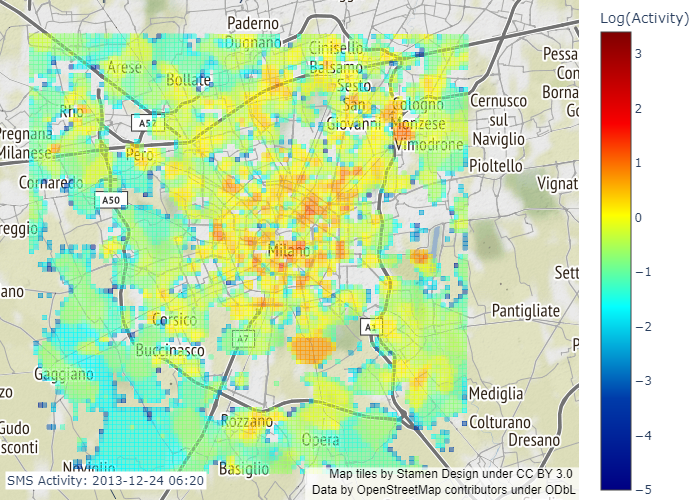 Log(Activity)
Paderno
Dugnano
Cinisello
Balsamo
Arese
Bollate
Sesto
San
Giovanni
Cologno
Monzese
Vimodrone
Cernusco
sul
Naviglio
Pessa
Con
Borna
Go
Rho
A57
Pregnana
Milanese
Pero
Pioltello
Cornaredo
Vignat
A50
reggio
Milano
Sett
ano
Pantigliate
Corsico
A1
Buccinasco
A7
P
Gaggiano
zo
Mediglia
Rozzano
Colturano
Gudo
sconti
Opera
Dresano
Noviglio
Basiglio
3
2
1
0
−1
−2
−3
−4
−5
SMS Activity: 2013-12-24 06:20
Map tiles by Stamen Design under CC BY 3.0
Data by OpenStreetMap contributors under ODbL